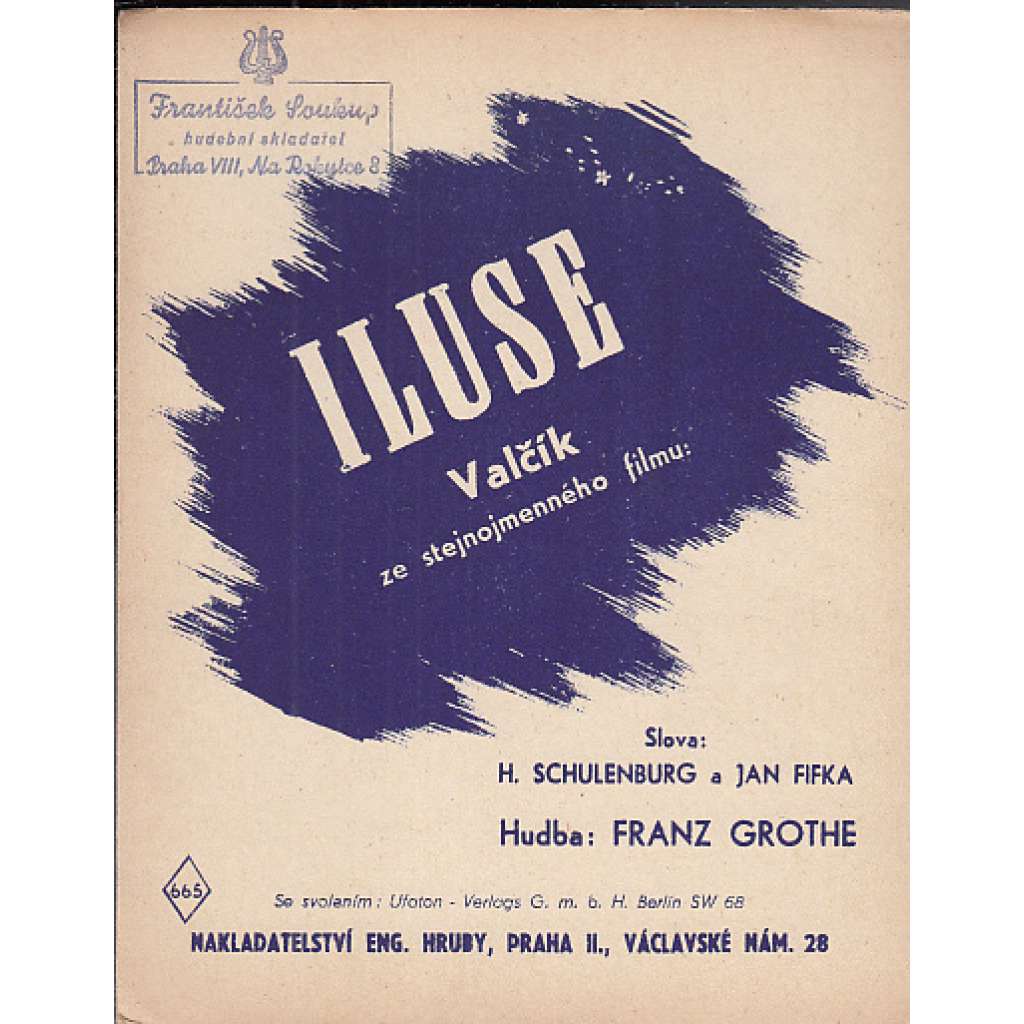 František Soukup
hudební skladatel
Praha VIII, Na Rokytce 8
ILUSE
Valčík
ze stejnojmenného filmu:
Slova:
H. SCHULENBURG a JAN FIFKA
Hudba: FRANZ GROTHE
665
Se svolením: Ufaton - Verlags G. m. b. H. Berlin SW 68
NAKLADATELSTVÍ ENG. HRUBY, PRAHA II., VÁCLAVSKÉ NÁM. 28